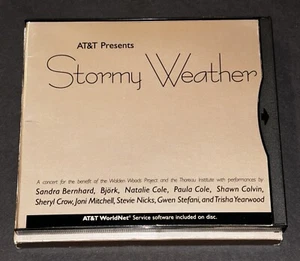 AT&T Presents
Stormy Weather
A concert for the benefit of the Walden Woods Project and the Thoreau Institute with performances by
Sandra Bernhard, Björk, Natalie Cole, Paula Cole, Shawn Colvin,
Sheryl Crow, Joni Mitchell, Stevie Nicks, Gwen Stefani, and Trisha Yearwood
AT&T WorldNet® Service software included on disc.